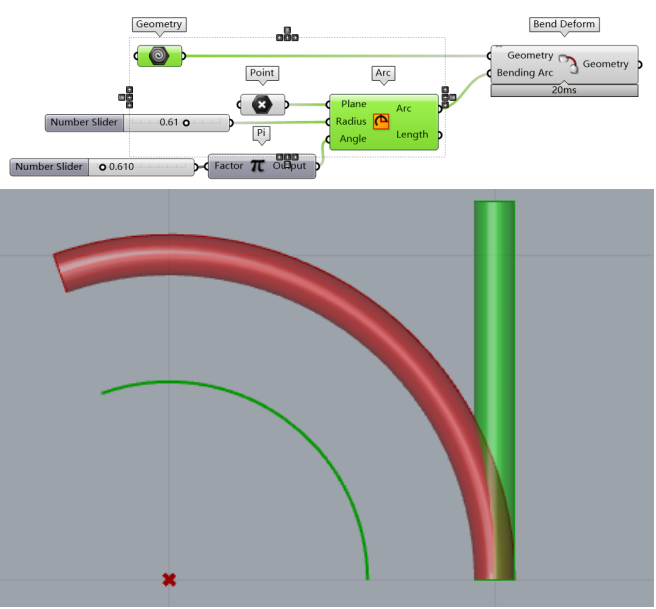 Geometry
Bend Deform
Geometry
Bending Arc
Geometry
20ms
Point
Arc
Plane
Radius
Angle
Arc
Length
Number Slider
0.61
Pi
Number Slider
0.610
Factor
Output